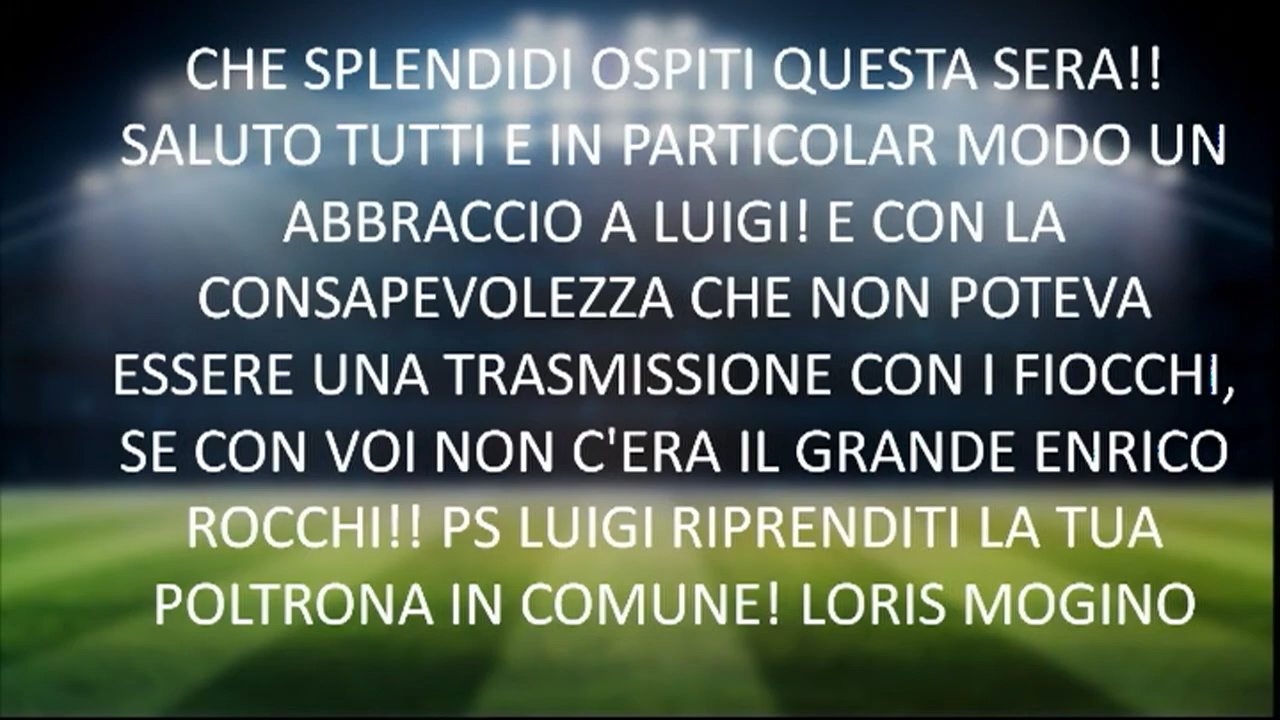 CHE SPLENDIDI OSPITI QUESTA SERA!!
SALUTO TUTTI E IN PARTICOLAR MODO UN
ABBRACCIO A LUIGI! E CON LA
CONSAPEVOLEZZA CHE NON POTEVA
ESSERE UNA TRASMISSIONE CON I FIOCCHI,
SE CON VOI NON C'ERA IL GRANDE ENRICO
ROCCHI!! PS LUIGI RIPRENDITI LA TUA
POLTRONA IN COMUNE! LORIS MOGINO